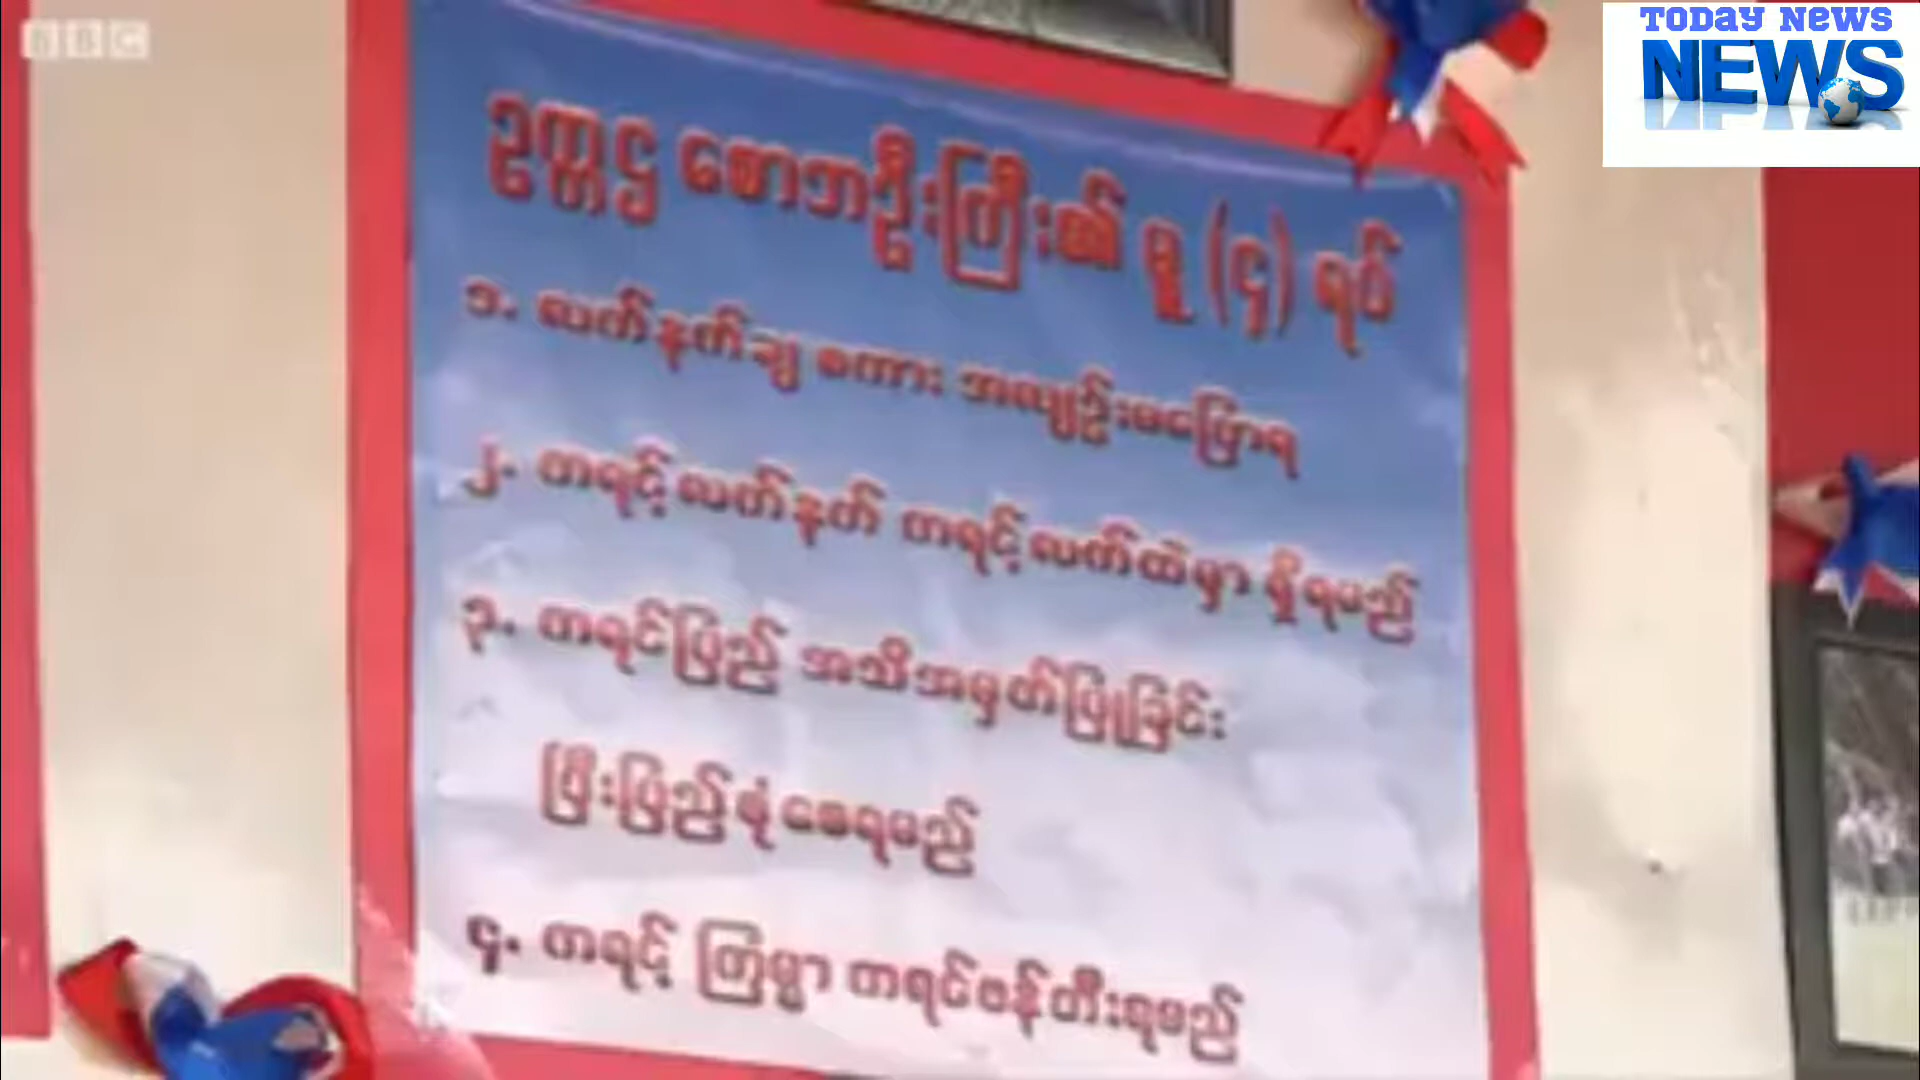 BBC
TODAY NEWS
NEWS
ဥက္ကဌ စောဘဦးကြီး၏ မူ (၄) ရပ်
၁. လက်နက်ချ စကား အလျဉ်းမပြောရ
၂. ကရင့်လက်နက် ကရင့်လက်ထဲမှာ ရှိရမည်
၃. ကရင်ပြည် အသိအမှတ်ပြုခြင်း
ပြီးပြည့်စုံစေရမည်
၄. ကရင့် ကြမ္မာ ကရင်ဖန်တီးရမည်